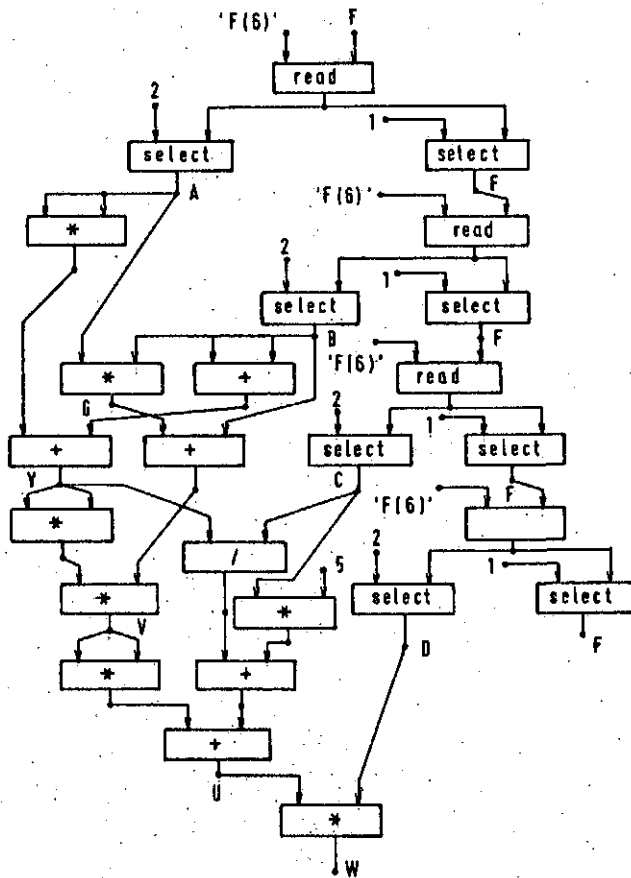 'F(6)' F
read
2
1
select
select
A
F
*
'F(6)'
read
2
1
select
select
B
F
'F(6)'
*
+
read
G
2
1
+
+
select
select
Y
C
F
*
'F(6)'
/
2
5
1
*
*
select
select
V
D
F
*
+
+
U
*
W